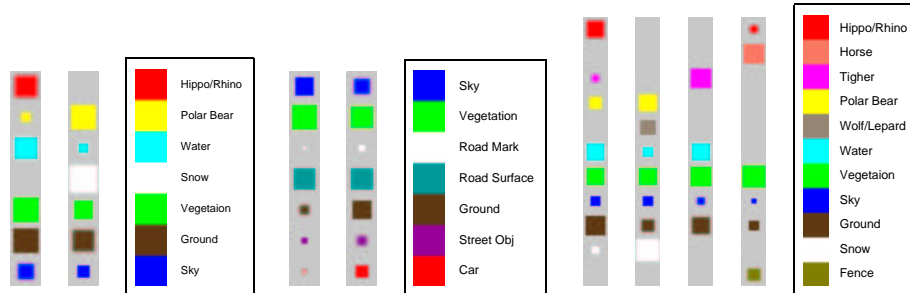 Hippo/Rhino
Polar Bear
Water
Snow
Vegetaion
Ground
Sky
Sky
Vegetation
Road Mark
Road Surface
Ground
Street Obj
Car
Hippo/Rhino
Horse
Tigher
Polar Bear
Wolf/Lepard
Water
Vegetaion
Sky
Ground
Snow
Fence